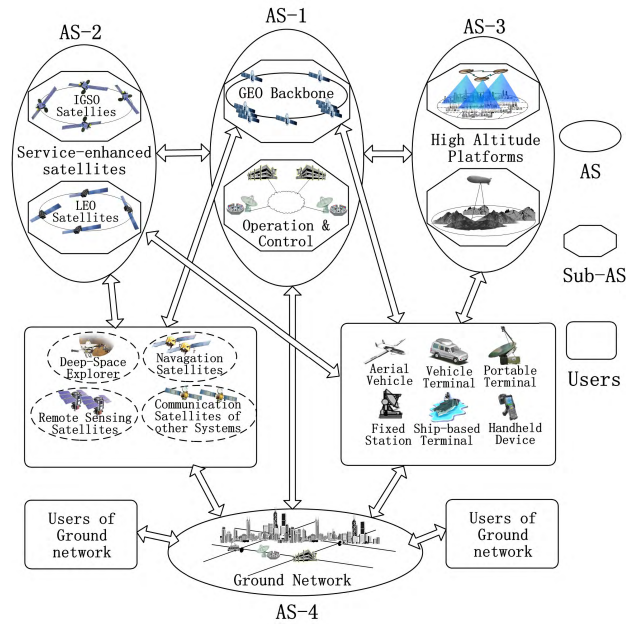 AS-1
AS-2
AS-3
IGSO
Satellies
GEO Backbone
Service-enhanced
satellites
High Altitude
Platforms
LEO
Satellites
Operation &
Control
AS
Sub-AS
Users
Deep-Space
Explorer
Navagation
Satellites
Remote Sensing
Satellites
Communication
Satellites of
other Systems
Aerial
Vehicle
Vehicle
Terminal
Portable
Terminal
Fixed
Station
Ship-based
Terminal
Handheld
Device
Users of
Ground
network
Ground Network
Users of
Ground
network
AS-4